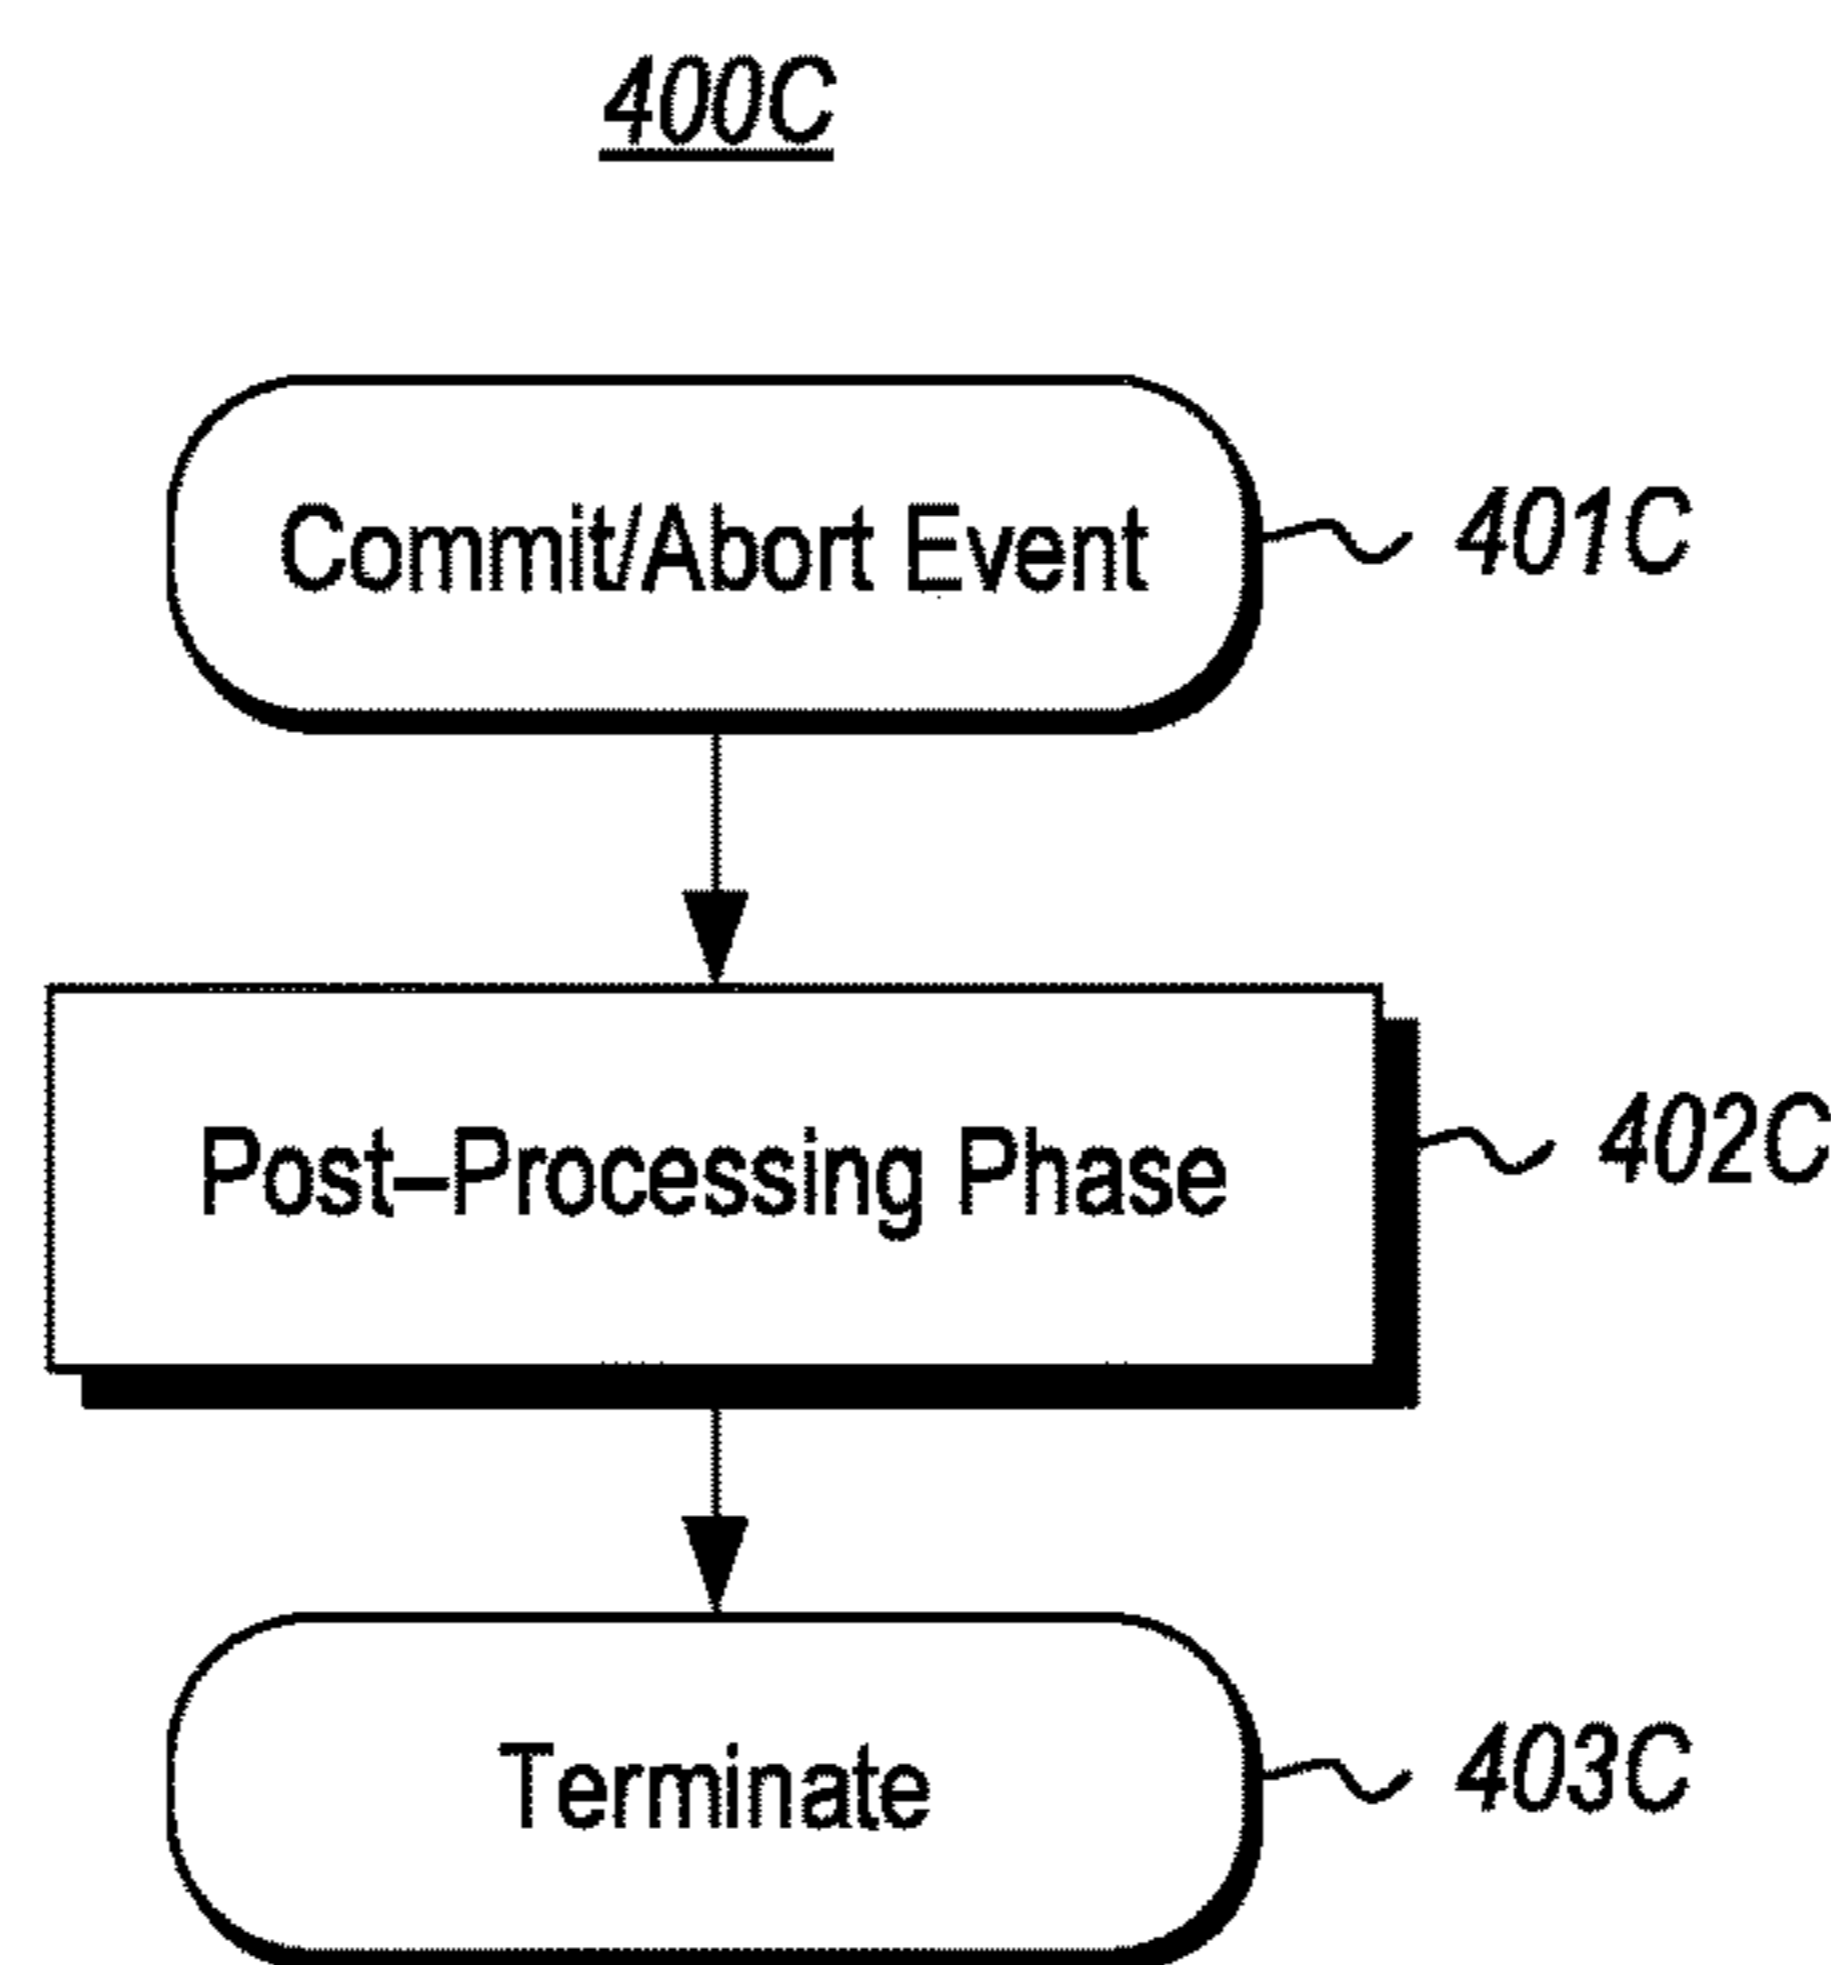 400C
Commit/Abort Event
401C
Post–Processing Phase
402C
Terminate
403C